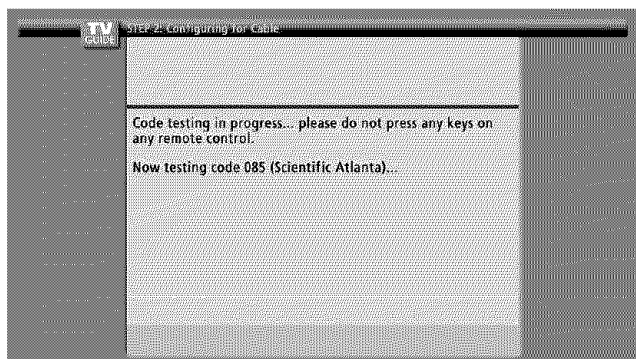 TV
GUIDE
STEP 2: Configuring for Cable
Code testing in progress... please do not press any keys on
any remote control.
Now testing code 085 (Scientific Atlanta)...